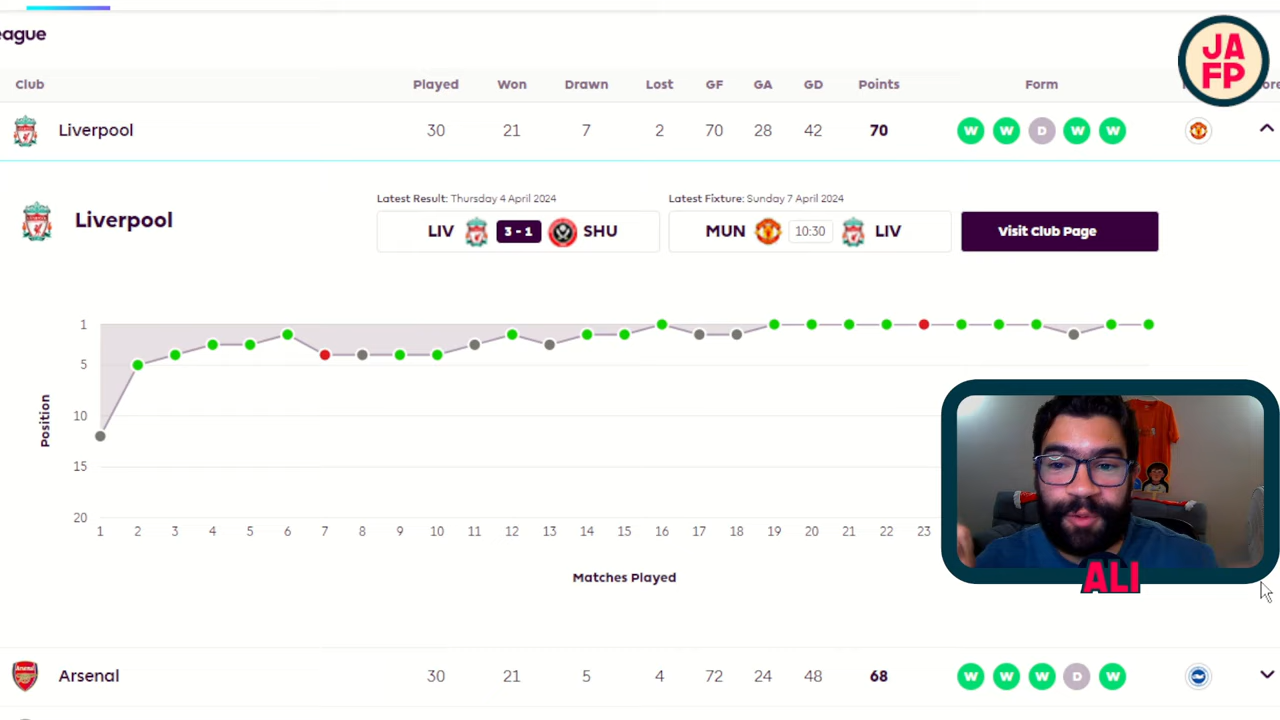 eague
JA
FP
Club Played Won Drawn Lost GF GA GD Points Form
Liverpool 30 21 7 2 70 28 42 70 W W D W W
Latest Result: Thursday 4 April 2024 Latest Fixture: Sunday 7 April 2024
Liverpool LIV 3 - 1 SHU MUN 10:30 LIV Visit Club Page
1
5
10
15
20
Position
1 2 3 4 5 6 7 8 9 10 11 12 13 14 15 16 17 18 19 20 21 22 23
Matches Played
ALI
Arsenal 30 21 5 4 72 24 48 68 W W W D W